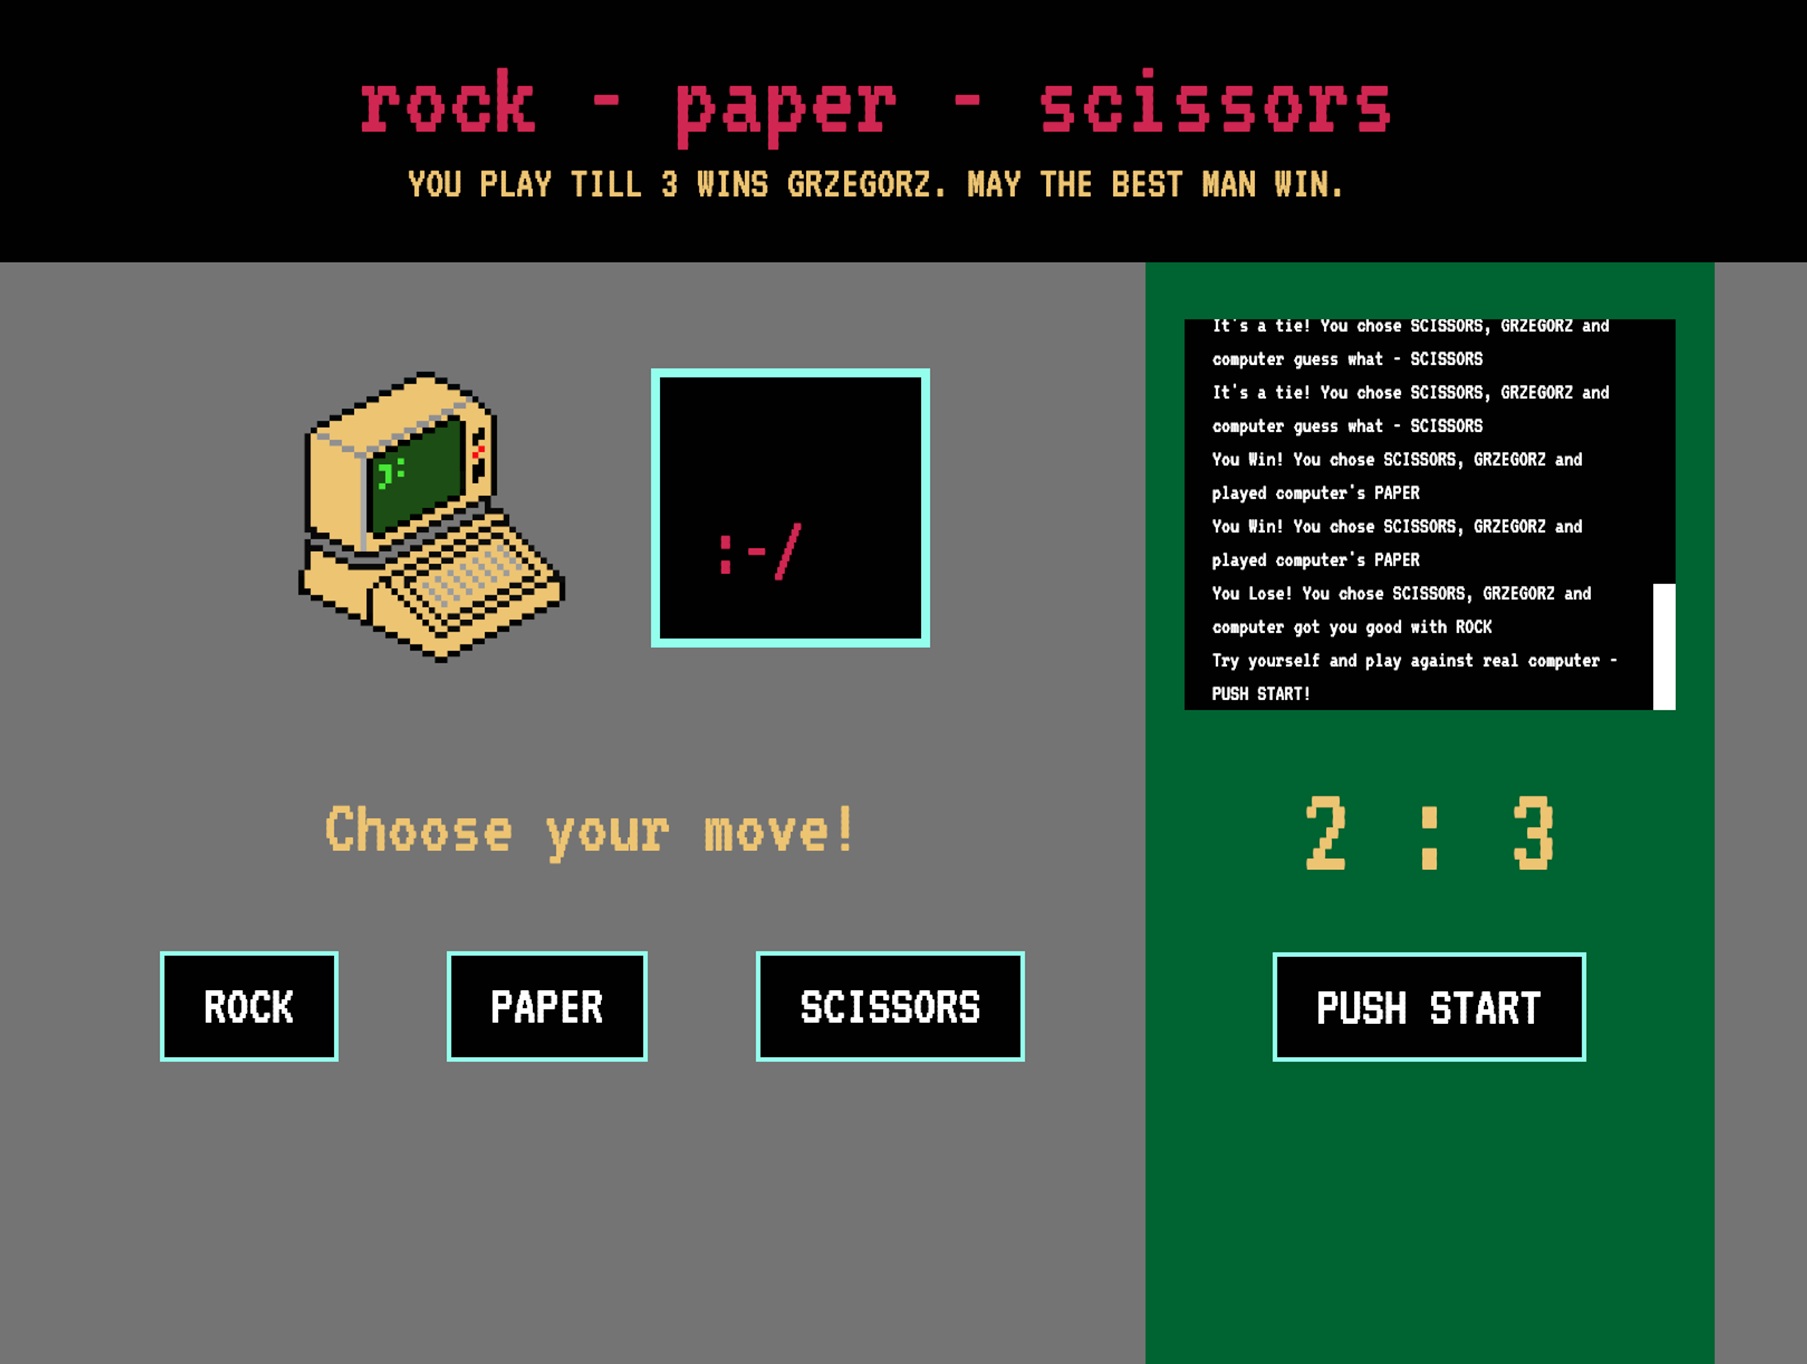 rock - paper - scissors
YOU PLAY TILL 3 WINS GRZEGORZ. MAY THE BEST MAN WIN.
:-/
It's a tie! You chose SCISSORS, GRZEGORZ and
computer guess what - SCISSORS
It's a tie! You chose SCISSORS, GRZEGORZ and
computer guess what - SCISSORS
You Win! You chose SCISSORS, GRZEGORZ and
played computer's PAPER
You Win! You chose SCISSORS, GRZEGORZ and
played computer's PAPER
You Lose! You chose SCISSORS, GRZEGORZ and
computer got you good with ROCK
Try yourself and play against real computer -
PUSH START!
Choose your move!
2 : 3
ROCK
PAPER
SCISSORS
PUSH START